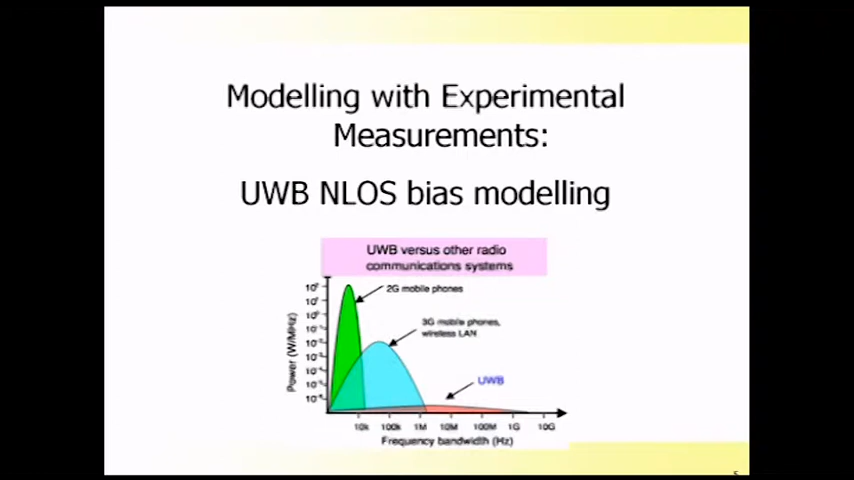 Modelling with Experimental
Measurements:
UWB NLOS bias modelling
UWB versus other radio
communications systems
2G mobile phones
3G mobile phones,
wireless LAN
UWB
Power (W/MHz)
10k 100k 1M 10M 100M 1G 10G
Frequency bandwidth (Hz)
5